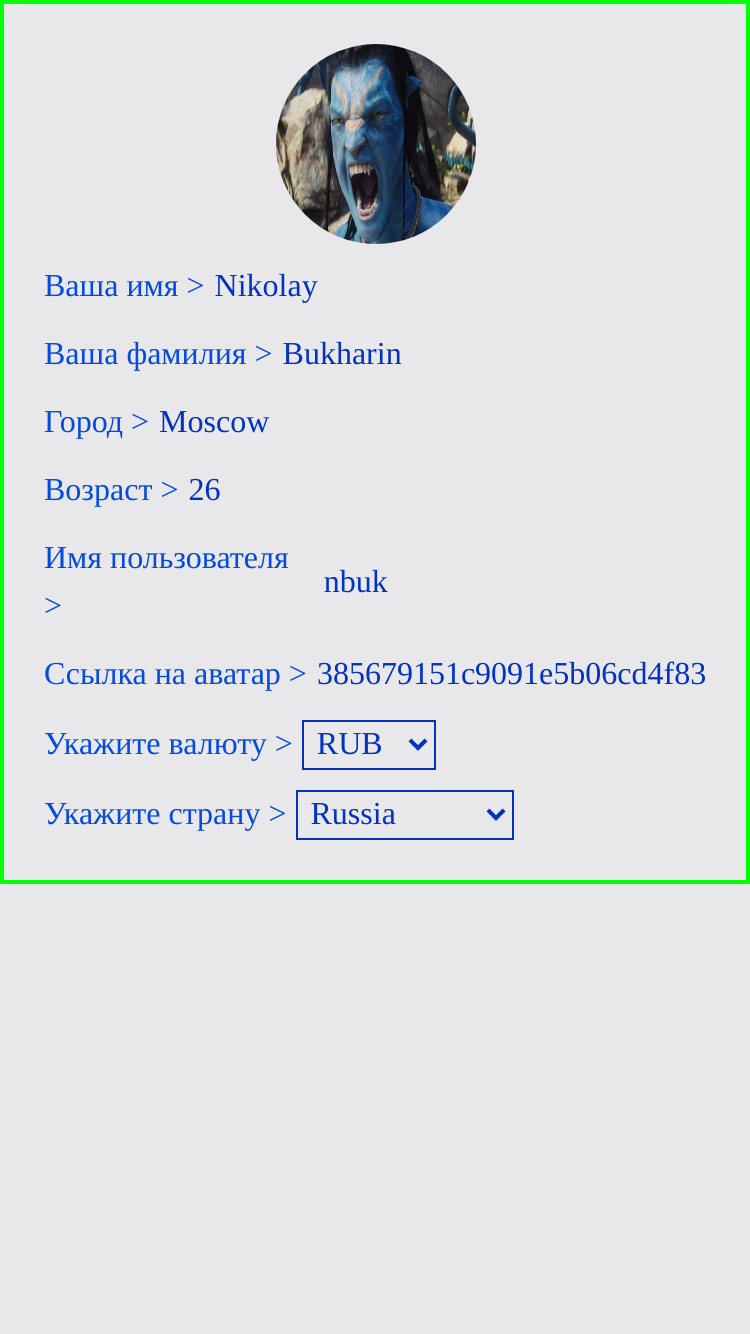 Ваша имя > Nikolay
Ваша фамилия > Bukharin
Город > Moscow
Возраст > 26
Имя пользователя
> nbuk
Ссылка на аватар > 385679151c9091e5b06cd4f83
Укажите валюту > RUB
Укажите страну > Russia